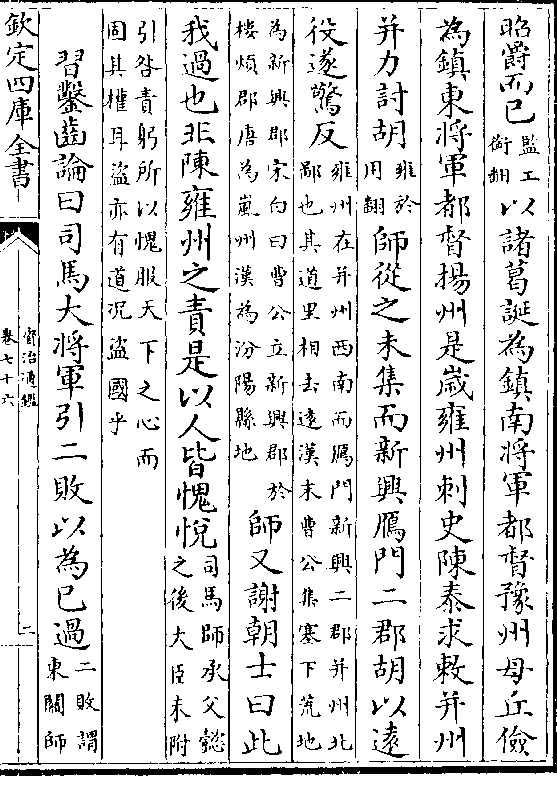 昭爵而已監工衘翻以諸葛誕為鎮南將軍都督豫州毋丘儉
為鎮東將軍都督揚州是歲雍州刺史陳泰求敕并州
并力討胡雍於用翻師從之未集而新興鴈門二郡胡以遠
役遂驚反雍州在并州西南而鴈門新興二郡并州北鄙也其道里相去逺漢末曹公集塞下荒地
為新興郡宋白曰曹公立新興郡於樓煩郡唐為嵐州漢為汾陽縣地師又謝朝士曰此
我過也非陳雍州之責是以人皆愧悅司馬師承父懿之後大臣未附
引咎責躬所以愧服天下之心而固其權耳盜亦有道况盜國乎
習鑿齒論曰司馬大將軍引二敗以為已過二敗謂東關師
欽定四庫全書
資治通鑑
卷七十六
二